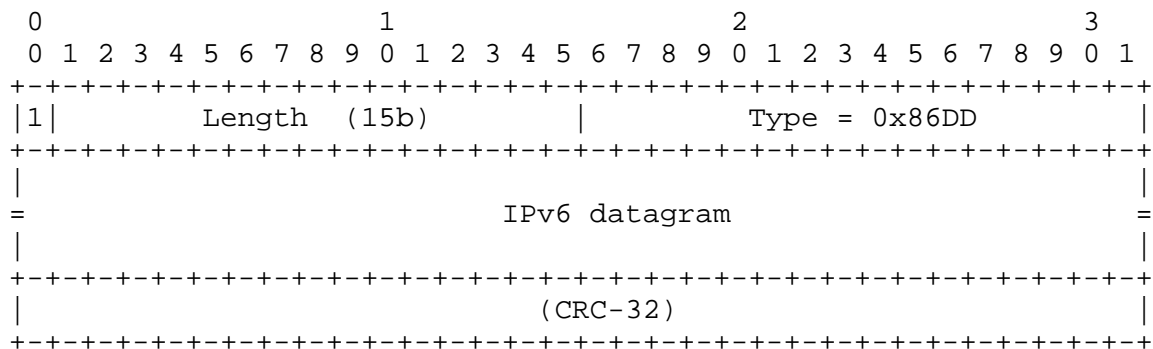 0                   1                   2                   3
 0 1 2 3 4 5 6 7 8 9 0 1 2 3 4 5 6 7 8 9 0 1 2 3 4 5 6 7 8 9 0 1
+-+-+-+-+-+-+-+-+-+-+-+-+-+-+-+-+-+-+-+-+-+-+-+-+-+-+-+-+-+-+-+-+
|1|        Length  (15b)        |         Type = 0x86DD         |
+-+-+-+-+-+-+-+-+-+-+-+-+-+-+-+-+-+-+-+-+-+-+-+-+-+-+-+-+-+-+-+-+
|                                                               |
=                           IPv6 datagram                       =
|                                                               |
+-+-+-+-+-+-+-+-+-+-+-+-+-+-+-+-+-+-+-+-+-+-+-+-+-+-+-+-+-+-+-+-+
|                             (CRC-32)                          |
+-+-+-+-+-+-+-+-+-+-+-+-+-+-+-+-+-+-+-+-+-+-+-+-+-+-+-+-+-+-+-+-+